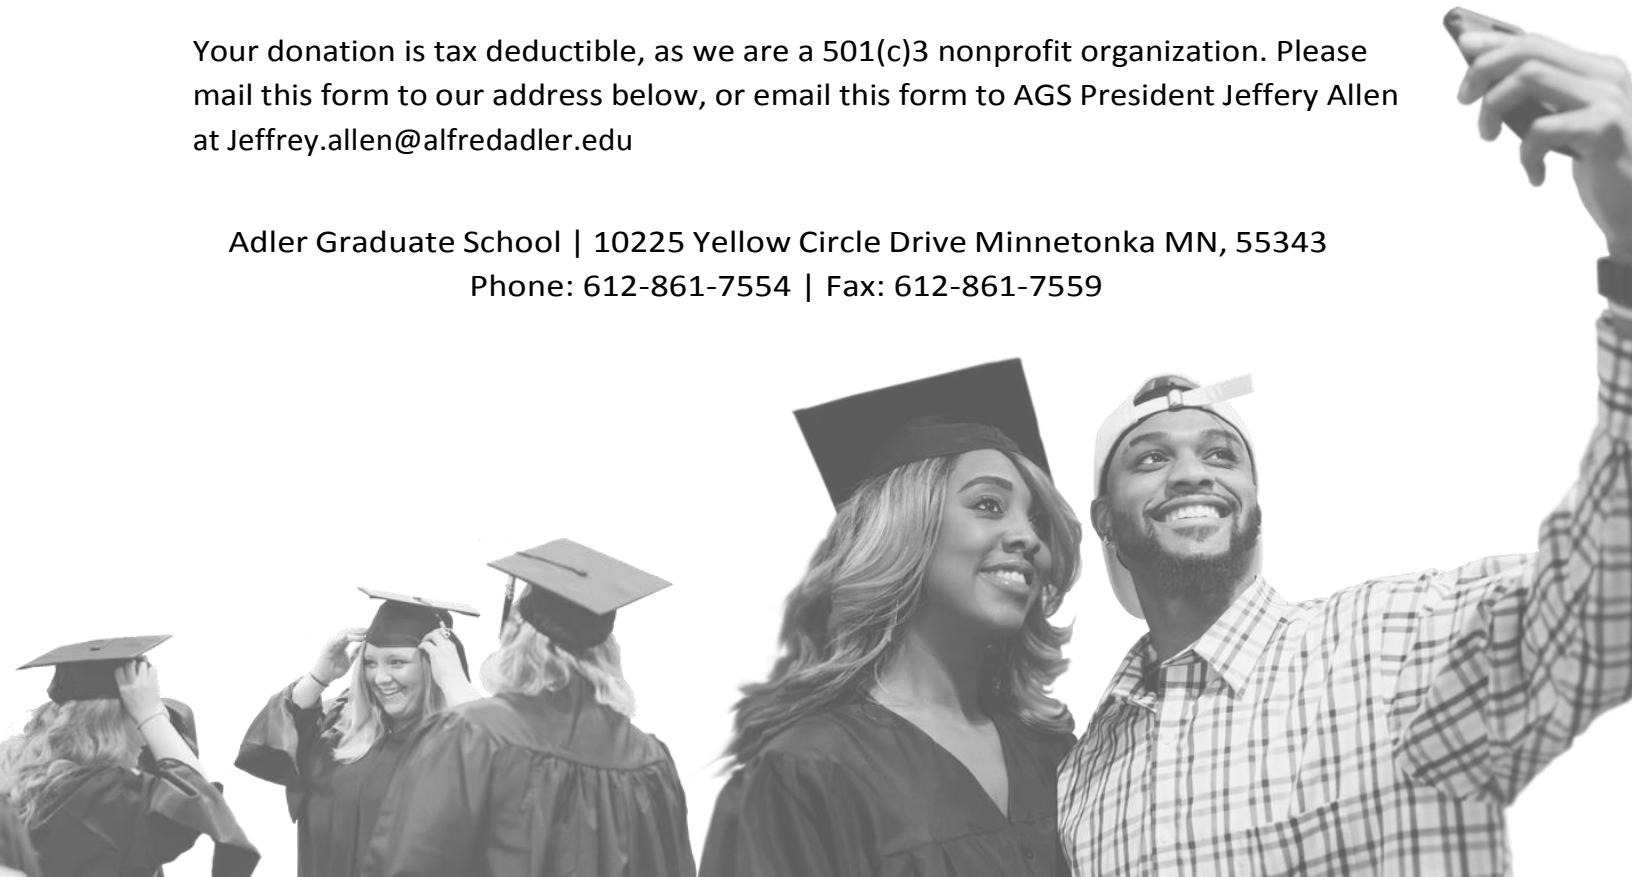 Your donation is tax deductible, as we are a 501(c)3 nonprofit organization. Please
mail this form to our address below, or email this form to AGS President Jeffery Allen
at Jeffrey.allen@alfredadler.edu
Adler Graduate School | 10225 Yellow Circle Drive Minnetonka MN, 55343
Phone: 612-861-7554 | Fax: 612-861-7559